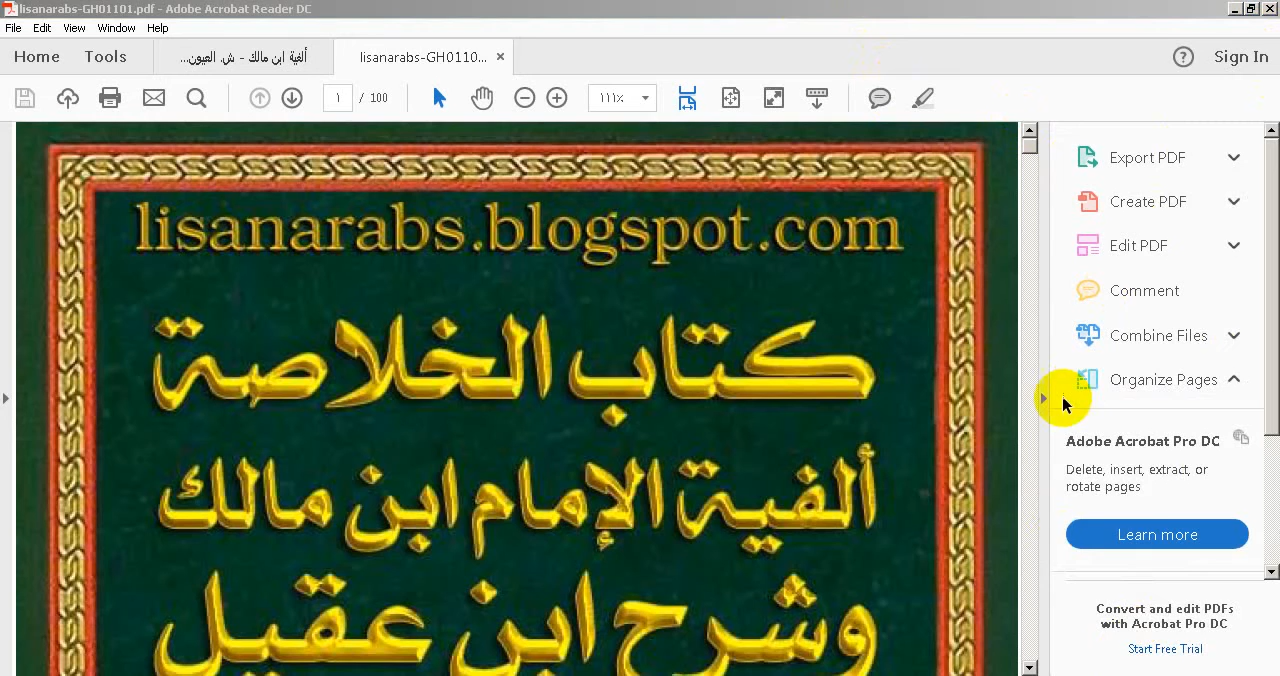 lisanarabs-GH01101.pdf - Adobe Acrobat Reader DC
File Edit View Window Help
Home Tools ألفية ابن مالك - ش. العيون... lisanarabs-GH0110... Sign In
١ / 100 ١١١%
lisanarabs.blogspot.com
كتاب الخلاصة
ألفية الإمام ابن مالك
وشرح ابن عقيل
Export PDF
Create PDF
Edit PDF
Comment
Combine Files
Organize Pages
Adobe Acrobat Pro DC
Delete, insert, extract, or
rotate pages
Learn more
Convert and edit PDFs
with Acrobat Pro DC
Start Free Trial